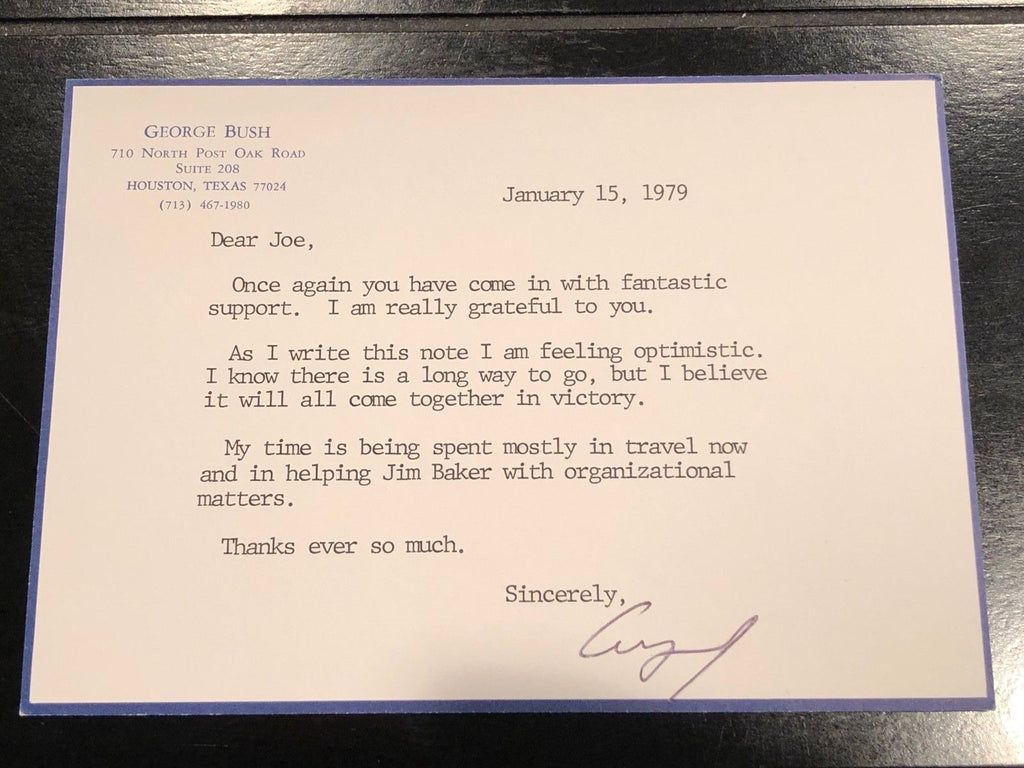 GEORGE BUSH
710 NORTH POST OAK ROAD
SUITE 208
HOUSTON, TEXAS 77024
(713) 467-1980
January 15, 1979
Dear Joe,
Once again you have come in with fantastic
support. I am really grateful to you.
As I write this note I am feeling optimistic.
I know there is a long way to go, but I believe
it will all come together in victory.
My time is being spent mostly in travel now
and in helping Jim Baker with organizational
matters.
Thanks ever so much.
Sincerely,